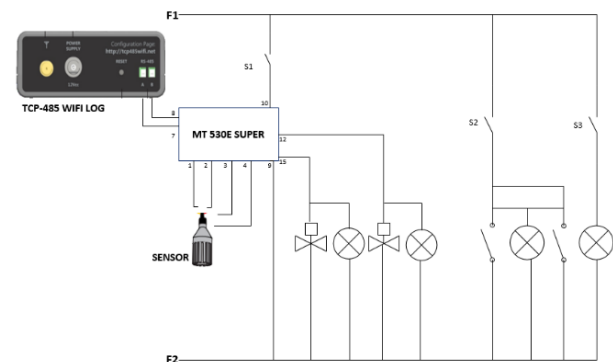 F1
POWER
SUPPLY
Configuration Page
http://tcp485wifi.net
RESET
RS-485
12Vcc
A B
TCP-485 WIFI LOG
S1
S2
S3
10
8
7
MT 530E SUPER
12
15
1
2
3
4
9
SENSOR
F2